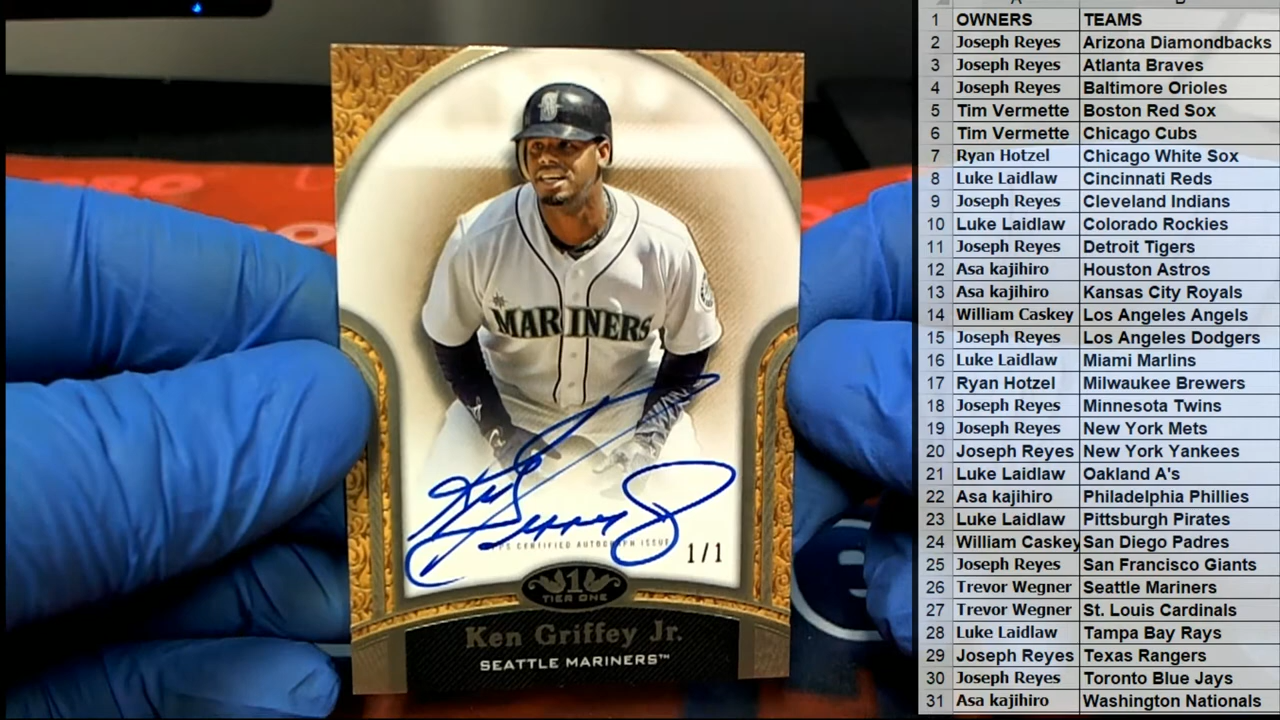 MARINERS
Ken Griffey Jr.
TOPPS CERTIFIED AUTOGRAPH ISSUE
1/1
1
TIER ONE
Ken Griffey Jr.
SEATTLE MARINERS™
1 OWNERS TEAMS
2 Joseph Reyes Arizona Diamondbacks
3 Joseph Reyes Atlanta Braves
4 Joseph Reyes Baltimore Orioles
5 Tim Vermette Boston Red Sox
6 Tim Vermette Chicago Cubs
7 Ryan Hotzel Chicago White Sox
8 Luke Laidlaw Cincinnati Reds
9 Joseph Reyes Cleveland Indians
10 Luke Laidlaw Colorado Rockies
11 Joseph Reyes Detroit Tigers
12 Asa kajihiro Houston Astros
13 Asa kajihiro Kansas City Royals
14 William Caskey Los Angeles Angels
15 Joseph Reyes Los Angeles Dodgers
16 Luke Laidlaw Miami Marlins
17 Ryan Hotzel Milwaukee Brewers
18 Joseph Reyes Minnesota Twins
19 Joseph Reyes New York Mets
20 Joseph Reyes New York Yankees
21 Luke Laidlaw Oakland A's
22 Asa kajihiro Philadelphia Phillies
23 Luke Laidlaw Pittsburgh Pirates
24 William Caskey San Diego Padres
25 Joseph Reyes San Francisco Giants
26 Trevor Wegner Seattle Mariners
27 Trevor Wegner St. Louis Cardinals
28 Luke Laidlaw Tampa Bay Rays
29 Joseph Reyes Texas Rangers
30 Joseph Reyes Toronto Blue Jays
31 Asa kajihiro Washington Nationals